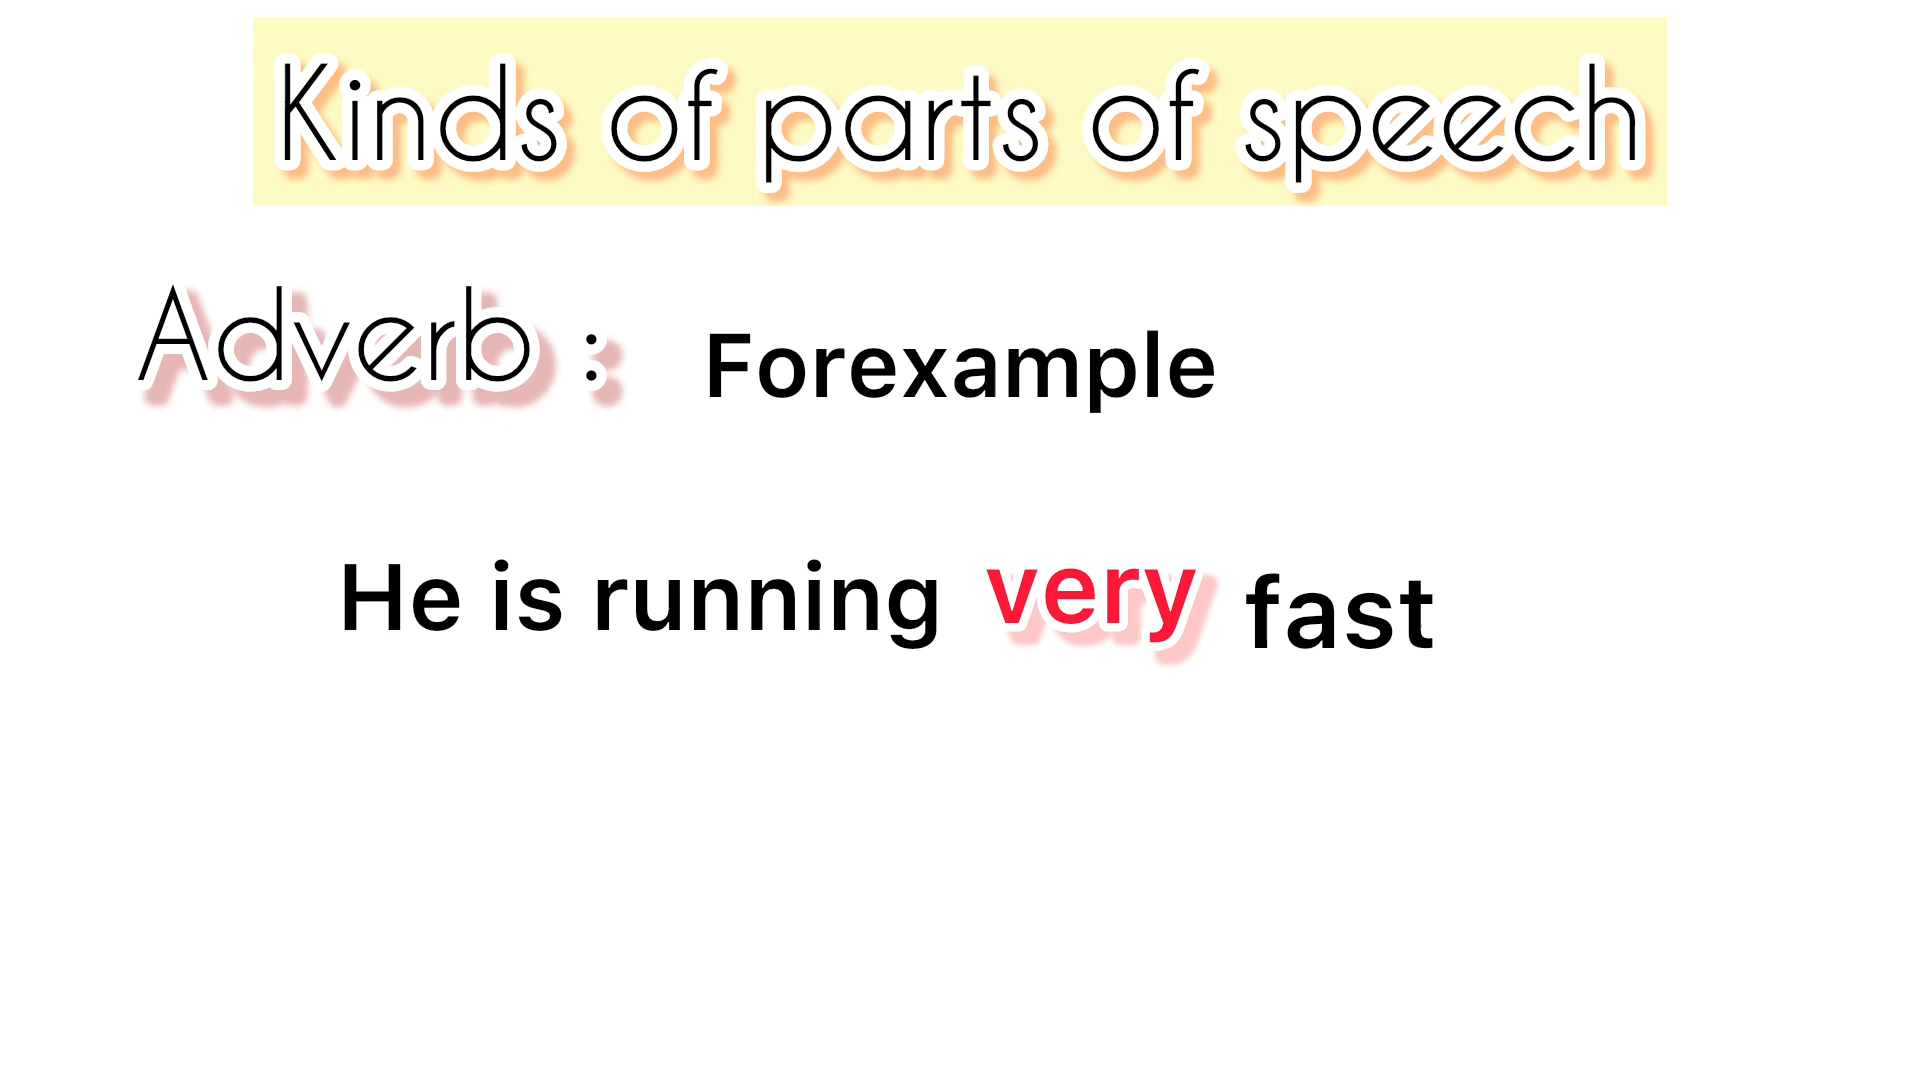 Kinds of parts of speech
Adverb : Forexample
He is running very fast